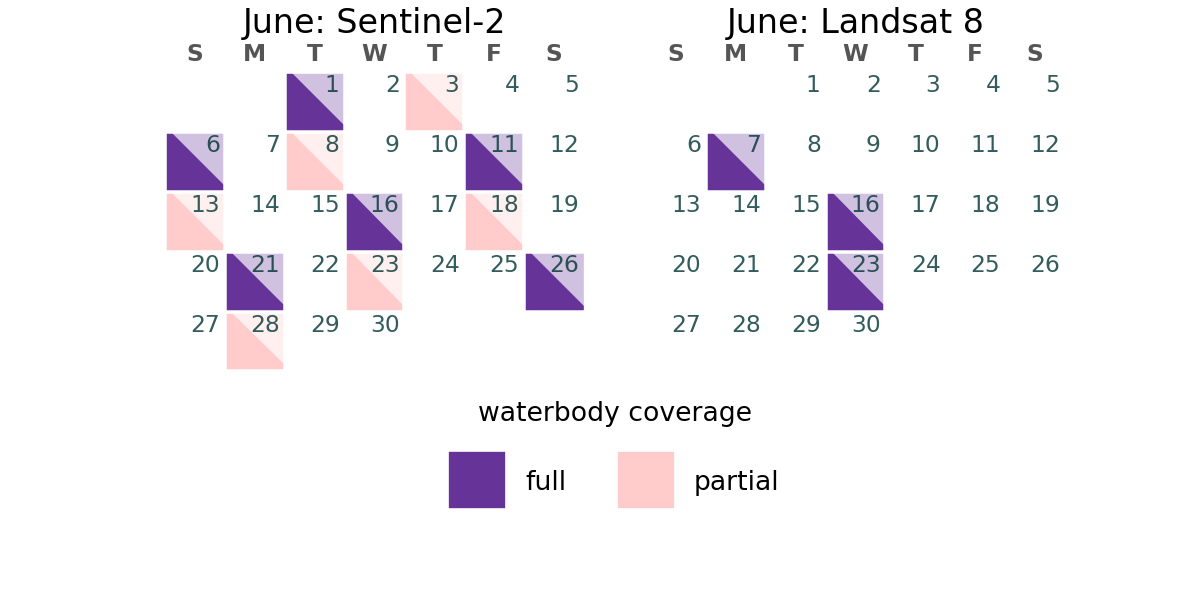 June: Sentinel-2
S M T W T F S
1 2 3 4 5
6 7 8 9 10 11 12
13 14 15 16 17 18 19
20 21 22 23 24 25 26
27 28 29 30
June: Landsat 8
S M T W T F S
1 2 3 4 5
6 7 8 9 10 11 12
13 14 15 16 17 18 19
20 21 22 23 24 25 26
27 28 29 30
waterbody coverage
full
partial